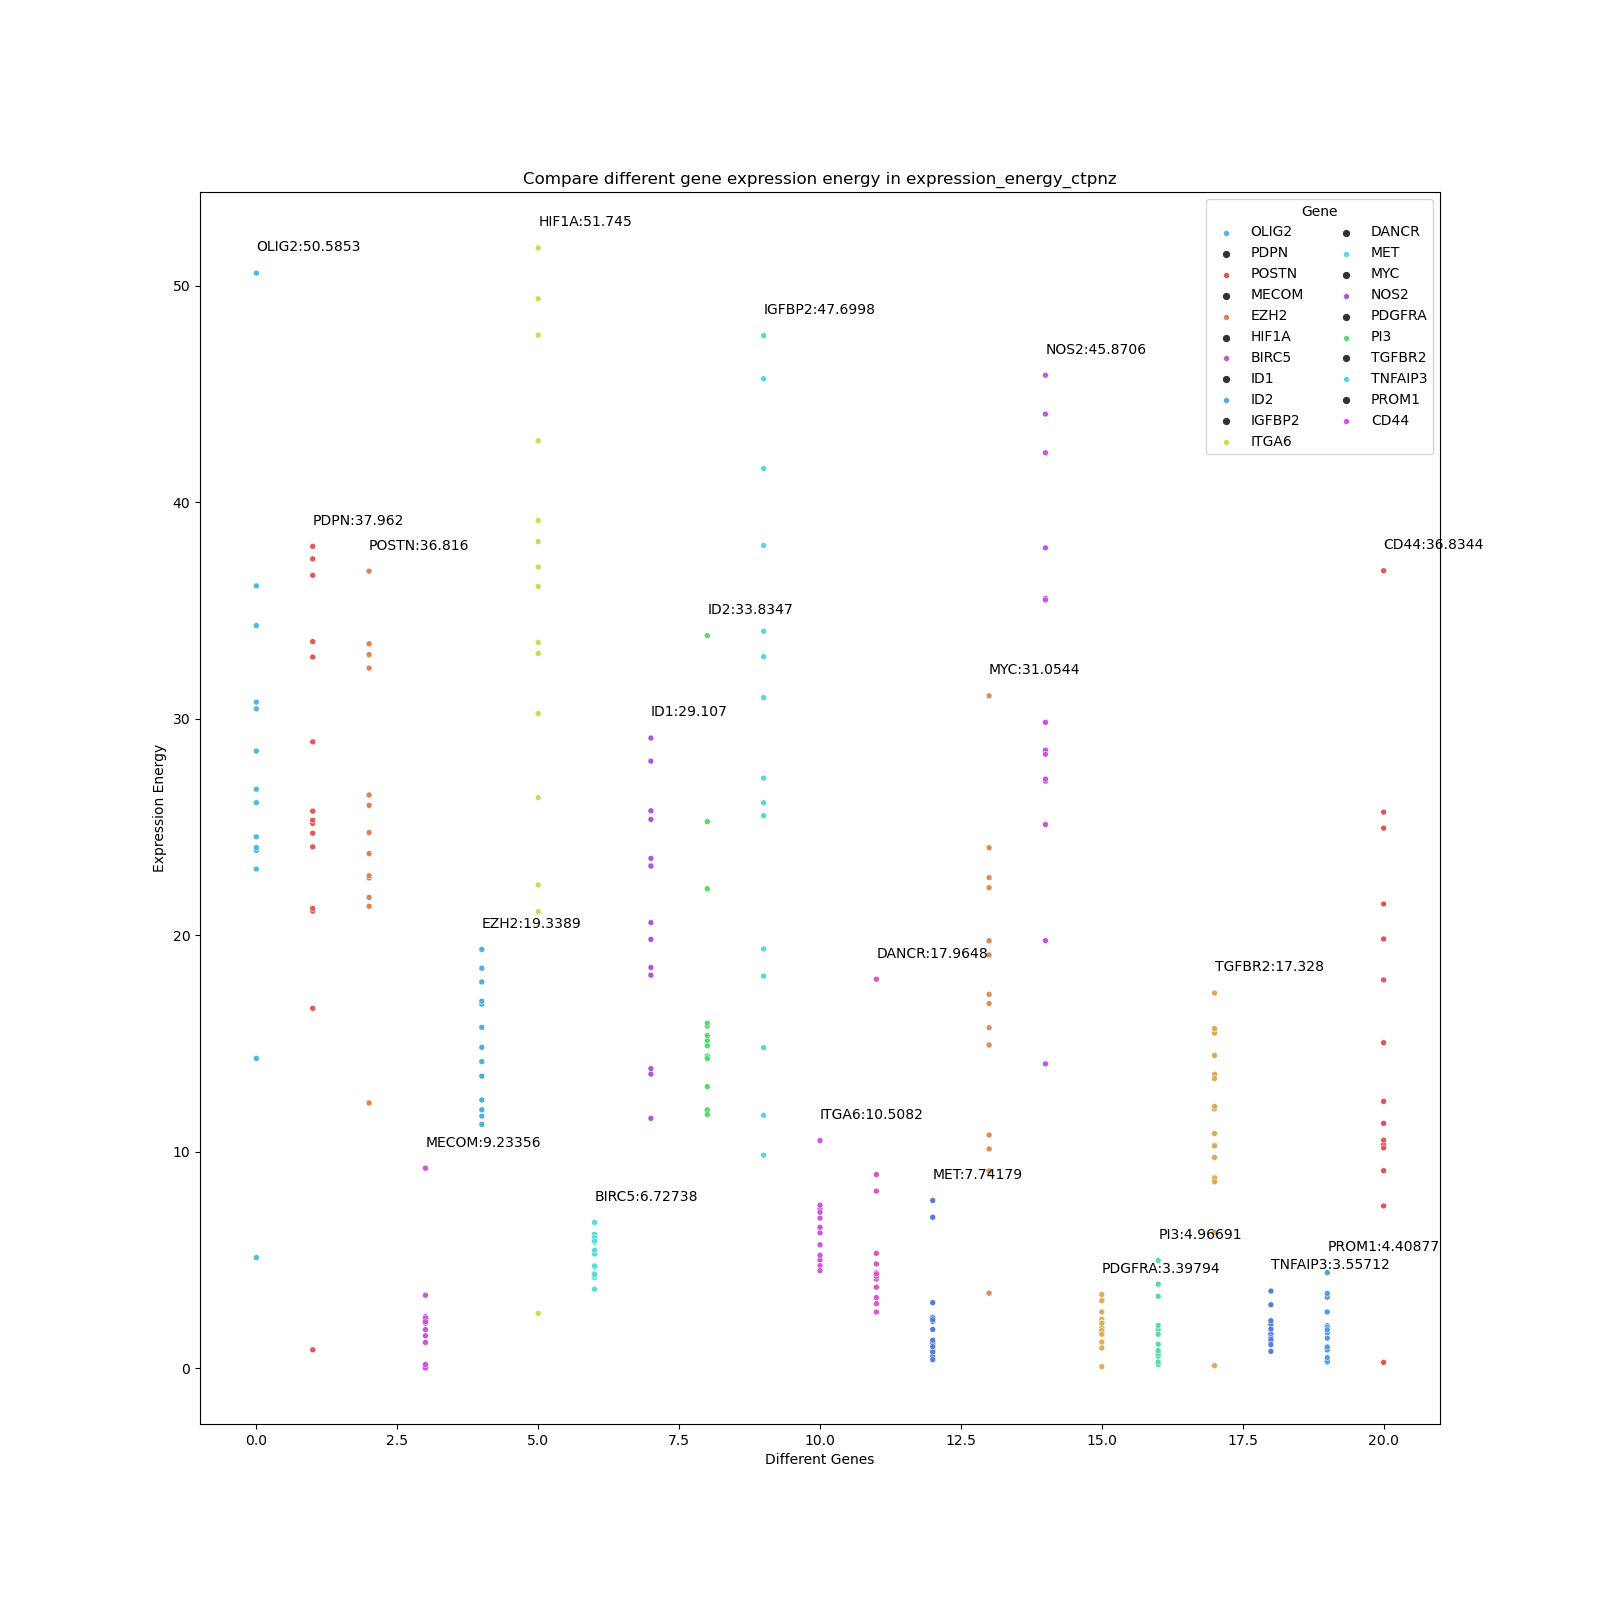 Compare different gene expression energy in expression_energy_ctpnz
HIF1A:51.745
OLIG2:50.5853
IGFBP2:47.6998
NOS2:45.8706
PDPN:37.962
POSTN:36.816
CD44:36.8344
ID2:33.8347
MYC:31.0544
ID1:29.107
EZH2:19.3389
DANCR:17.9648
TGFBR2:17.328
ITGA6:10.5082
MECOM:9.23356
MET:7.74179
BIRC5:6.72738
PI3:4.96691
PROM1:4.40877
PDGFRA:3.39794
TNFAIP3:3.55712
Gene
OLIG2
PDPN
POSTN
MECOM
EZH2
HIF1A
BIRC5
ID1
ID2
IGFBP2
ITGA6
DANCR
MET
MYC
NOS2
PDGFRA
PI3
TGFBR2
TNFAIP3
PROM1
CD44
Expression Energy
50
40
30
20
10
0
0.0
2.5
5.0
7.5
10.0
12.5
15.0
17.5
20.0
Different Genes